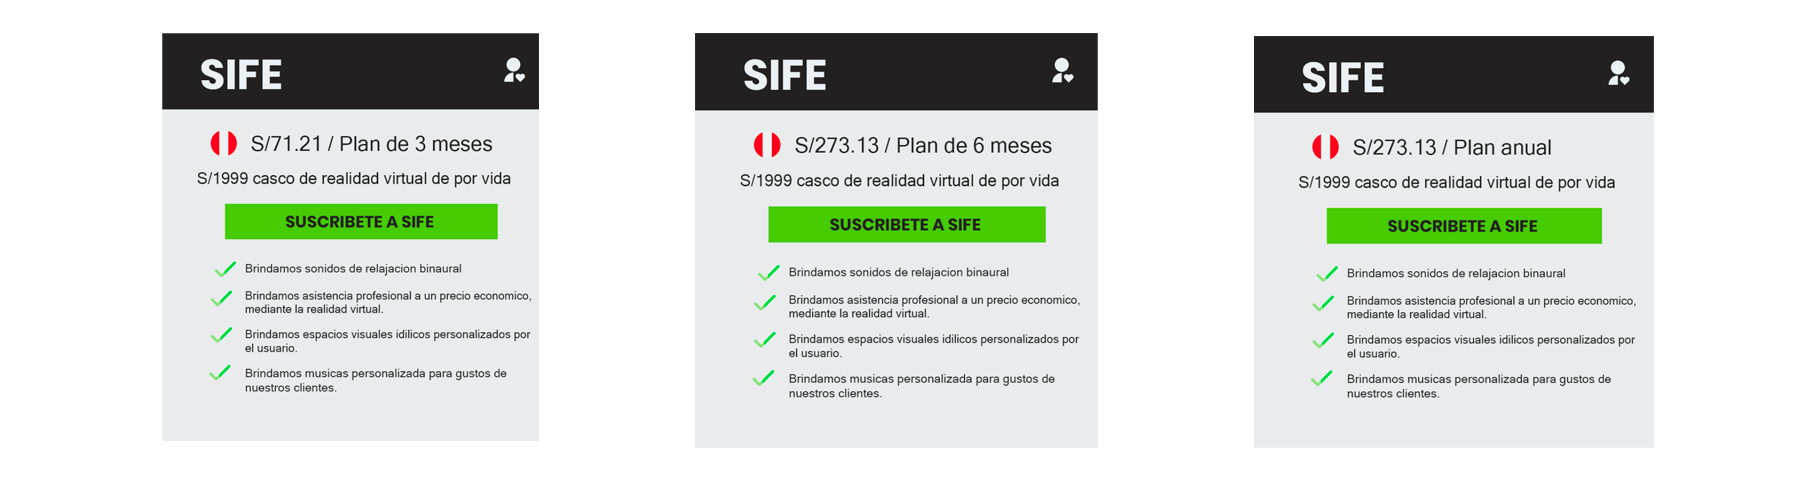 SIFE
S/71.21 / Plan de 3 meses
S/1999 casco de realidad virtual de por vida
SUSCRIBETE A SIFE
Brindamos sonidos de relajacion binaural
Brindamos asistencia profesional a un precio economico,
mediante la realidad virtual.
Brindamos espacios visuales idilicos personalizados por
el usuario.
Brindamos musicas personalizada para gustos de
nuestros clientes.
SIFE
S/273.13 / Plan de 6 meses
S/1999 casco de realidad virtual de por vida
SUSCRIBETE A SIFE
Brindamos sonidos de relajacion binaural
Brindamos asistencia profesional a un precio economico,
mediante la realidad virtual.
Brindamos espacios visuales idilicos personalizados por
el usuario.
Brindamos musicas personalizada para gustos de
nuestros clientes.
SIFE
S/273.13 / Plan anual
S/1999 casco de realidad virtual de por vida
SUSCRIBETE A SIFE
Brindamos sonidos de relajacion binaural
Brindamos asistencia profesional a un precio economico,
mediante la realidad virtual.
Brindamos espacios visuales idilicos personalizados por
el usuario.
Brindamos musicas personalizada para gustos de
nuestros clientes.